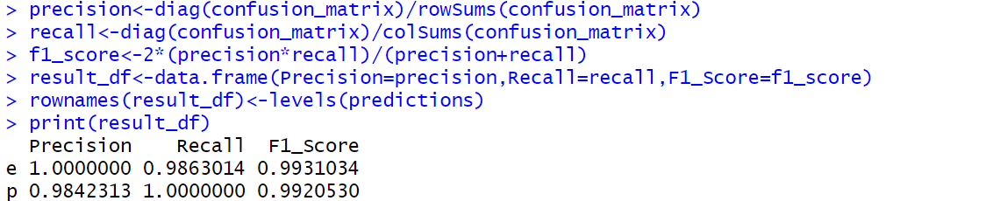 > precision<-diag(confusion_matrix)/rowSums(confusion_matrix)
> recall<-diag(confusion_matrix)/colSums(confusion_matrix)
> f1_score<-2*(precision*recall)/(precision+recall)
> result_df<-data.frame(Precision=precision,Recall=recall,F1_Score=f1_score)
> rownames(result_df)<-levels(predictions)
> print(result_df)
  Precision    Recall  F1_Score
e 1.0000000 0.9863014 0.9931034
p 0.9842313 1.0000000 0.9920530